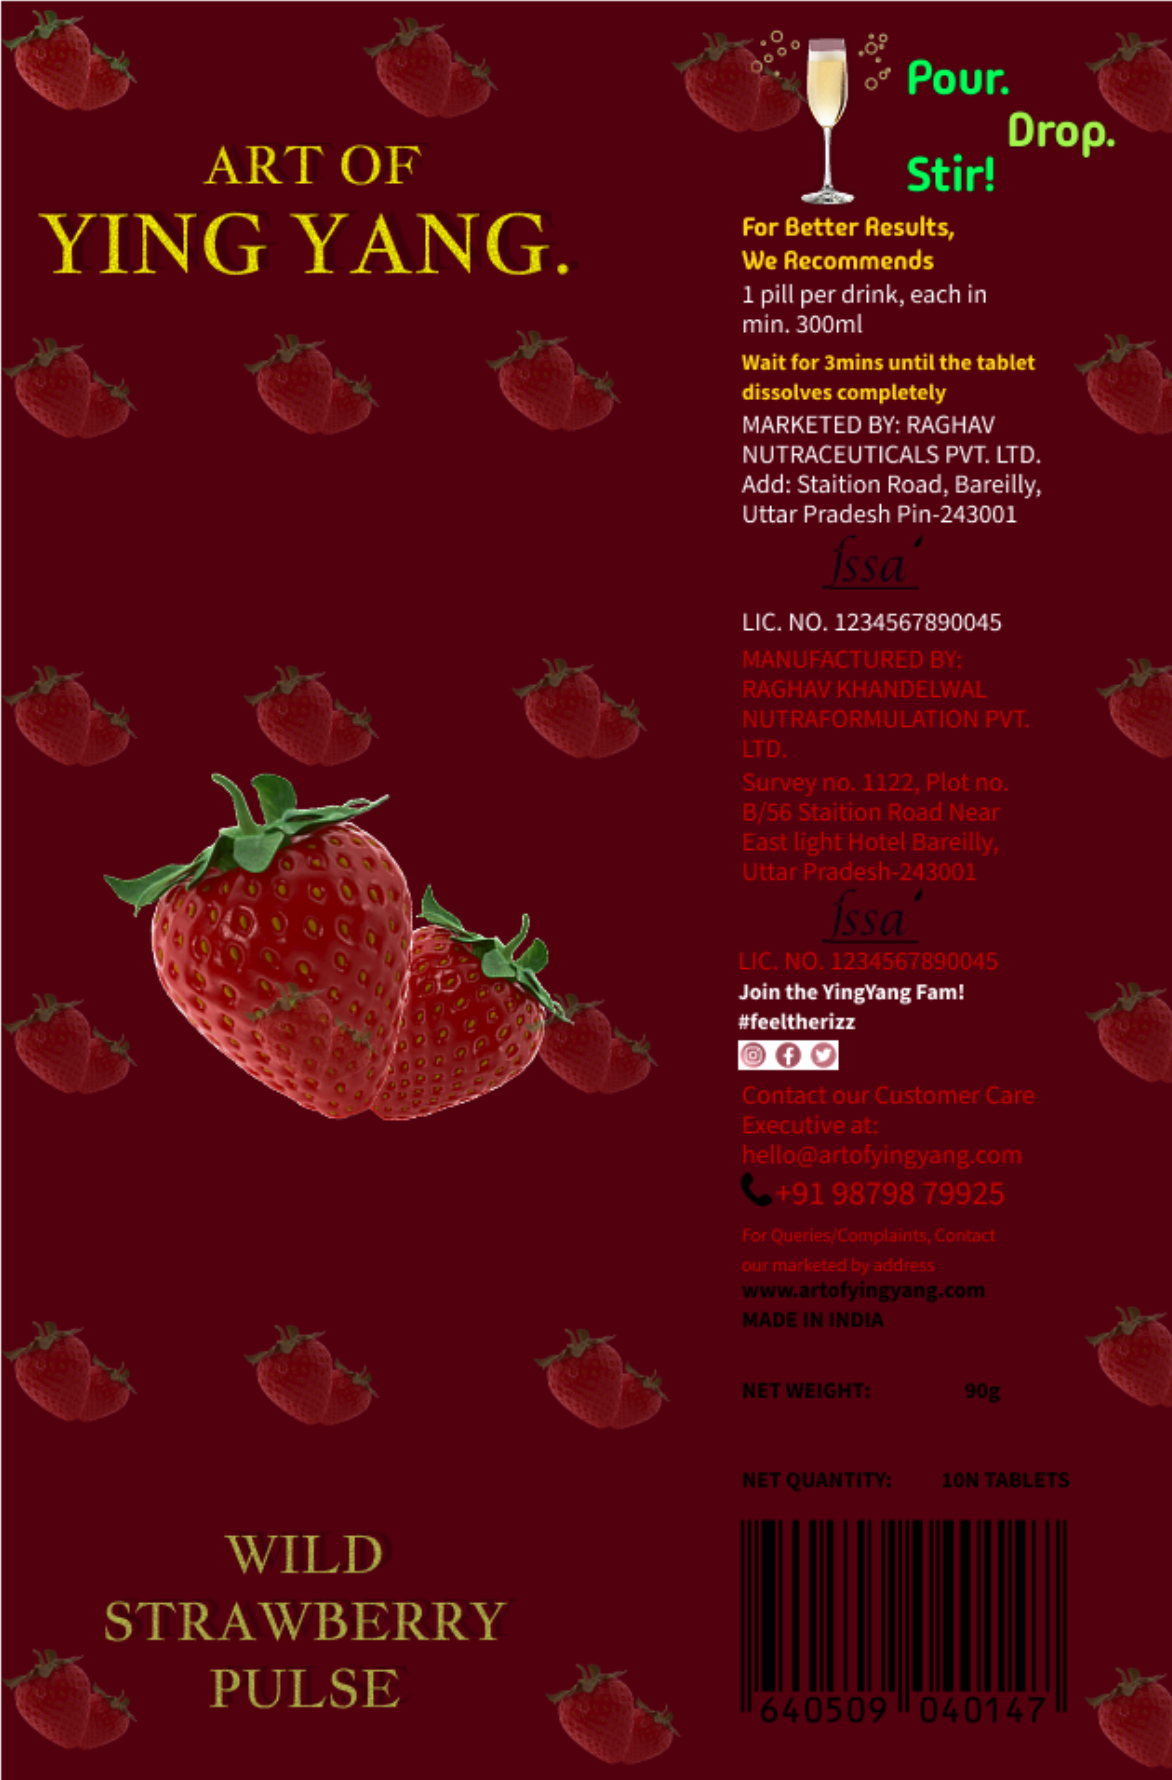 ART OF
YING YANG.
WILD
STRAWBERRY
PULSE
Pour.
Drop.
Stir!
For Better Results,
We Recommends
1 pill per drink, each in
min. 300ml
Wait for 3mins until the tablet
dissolves completely
MARKETED BY: RAGHAV
NUTRACEUTICALS PVT. LTD.
Add: Staition Road, Bareilly,
Uttar Pradesh Pin-243001
fssa
LIC. NO. 1234567890045
MANUFACTURED BY:
RAGHAV KHANDELWAL
NUTRAFORMULATION PVT.
LTD.
Survey no. 1122, Plot no.
B/56 Staition Road Near
East light Hotel Bareilly,
Uttar Pradesh-243001
fssa
LIC. NO. 1234567890045
Join the YingYang Fam!
#feeltherizz
Contact our Customer Care
Executive at:
hello@artofyingyang.com
+91 98798 79925
For Queries/Complaints, Contact
our marketed by address
www.artofyingyang.com
MADE IN INDIA
NET WEIGHT: 90g
NET QUANTITY: 10N TABLETS
640509 040147